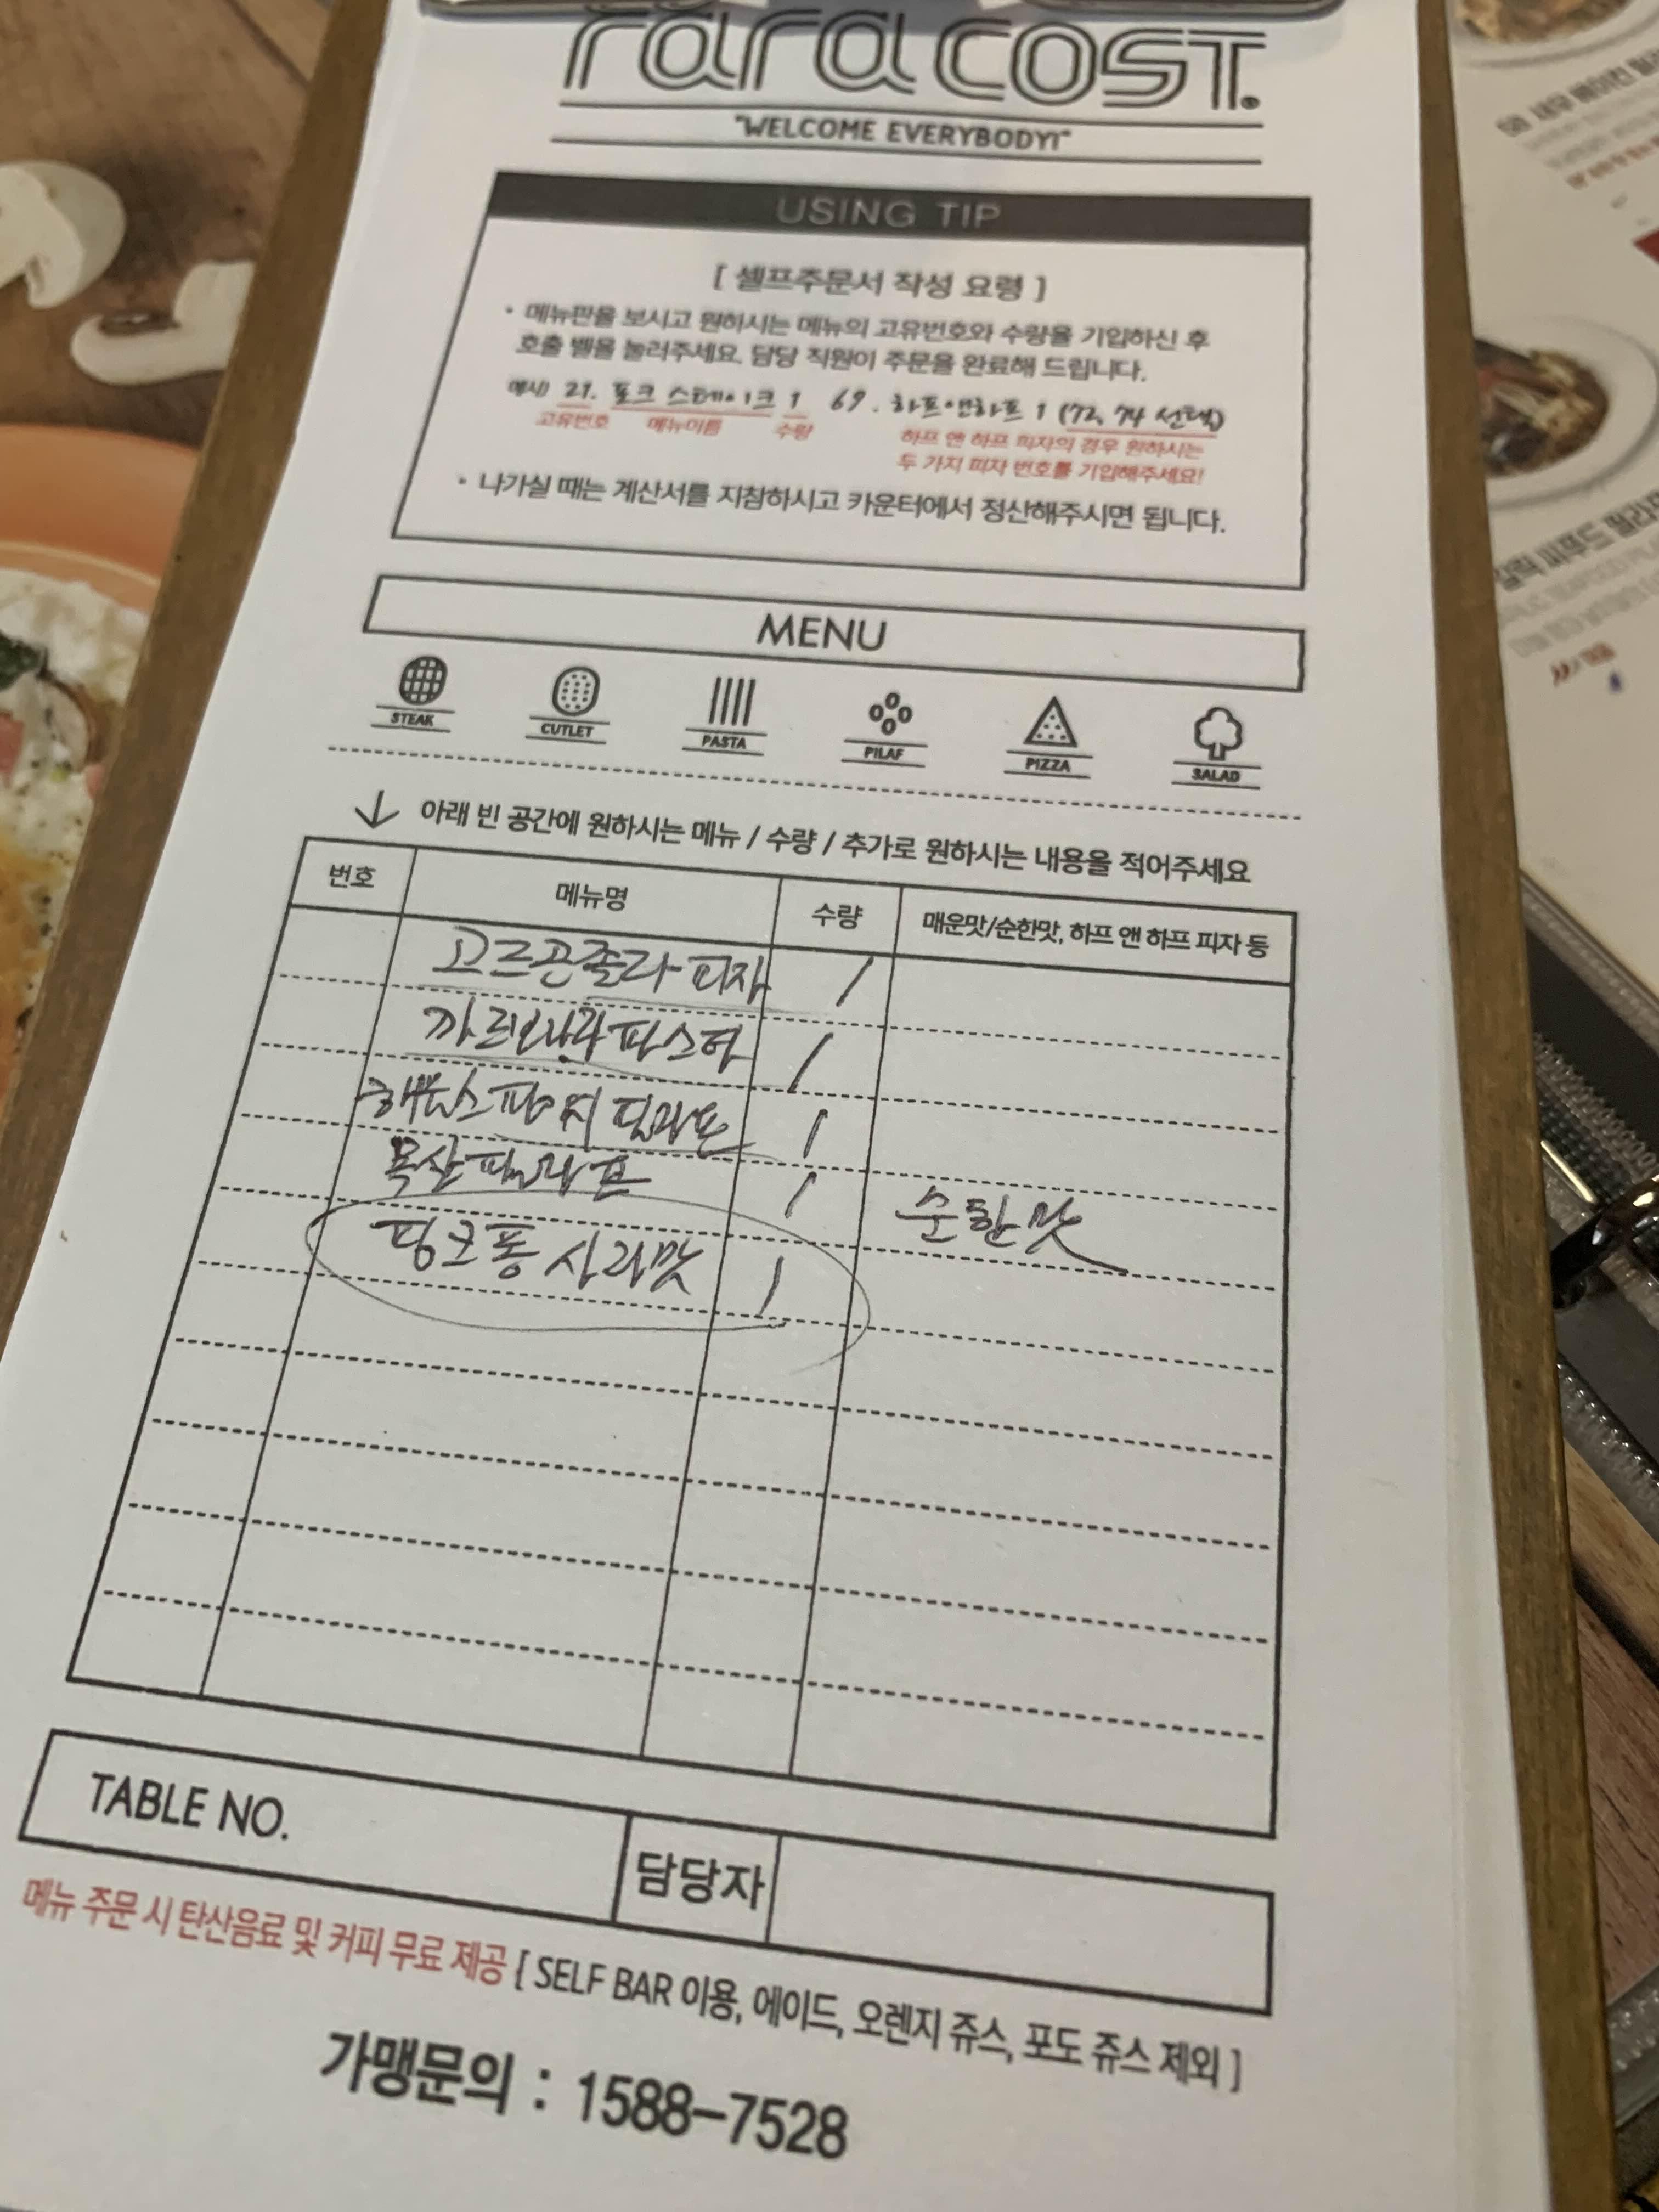 raracost.
"WELCOME EVERYBODY!"
USING TIP
[ 셀프주문서 작성 요령 ]
• 메뉴판을 보시고 원하시는 메뉴의 고유번호와 수량을 기입하신 후
호출 벨을 눌러주세요. 담당 직원이 주문을 완료해 드립니다.
예시) 21. 포크 스테이크 1 69. 하프앤하프 1 (72, 74 선택)
고유번호 메뉴이름 수량 하프 앤 하프 피자의 경우 원하시는
두 가지 피자 번호를 기입해주세요!
• 나가실 때는 계산서를 지참하시고 카운터에서 정산해주시면 됩니다.
MENU
STEAK CUTLET PASTA PILAF PIZZA SALAD
↓ 아래 빈 공간에 원하시는 메뉴 / 수량 / 추가로 원하시는 내용을 적어주세요
번호 메뉴명 수량 매운맛/순한맛, 하프 앤 하프 피자 등
고르곤졸라 피자 1
까르보나라 파스타 1
필라프 1
목살 필라프 1 순한맛
핑크퐁 사과맛 1
TABLE NO. 담당자
메뉴 주문 시 탄산음료 및 커피 무료 제공 [ SELF BAR 이용, 에이드, 오렌지 쥬스, 포도 쥬스 제외 ]
가맹문의 : 1588-7528